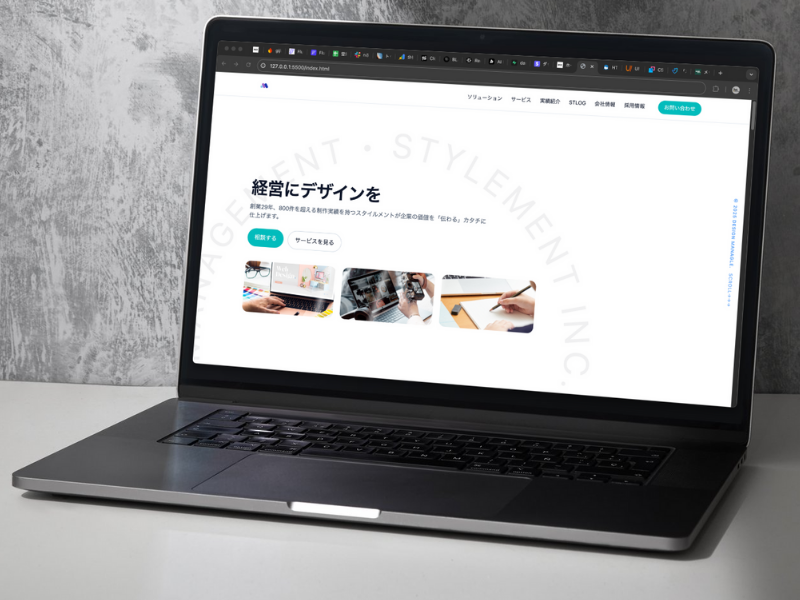 127.0.0.1:5500/index.html
ソリューション サービス 実績紹介 STLOG 会社情報 採用情報 お問い合わせ
MANAGEMENT • STYLEMENT INC.
経営にデザインを
創業29年、800件を超える制作実績を持つスタイルメントが企業の価値を「伝わる」カタチに
仕上げます。
相談する サービスを見る
© 2026 DESIGN MANAGE.